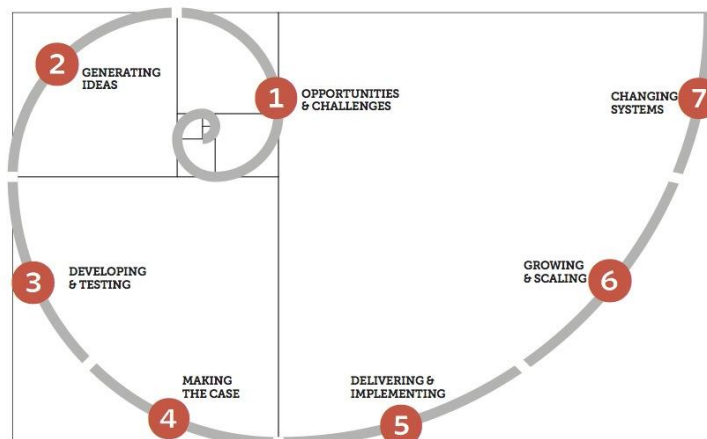 1
OPPORTUNITIES
& CHALLENGES
2
GENERATING
IDEAS
3
DEVELOPING
& TESTING
4
MAKING
THE CASE
5
DELIVERING &
IMPLEMENTING
6
GROWING
& SCALING
7
CHANGING
SYSTEMS